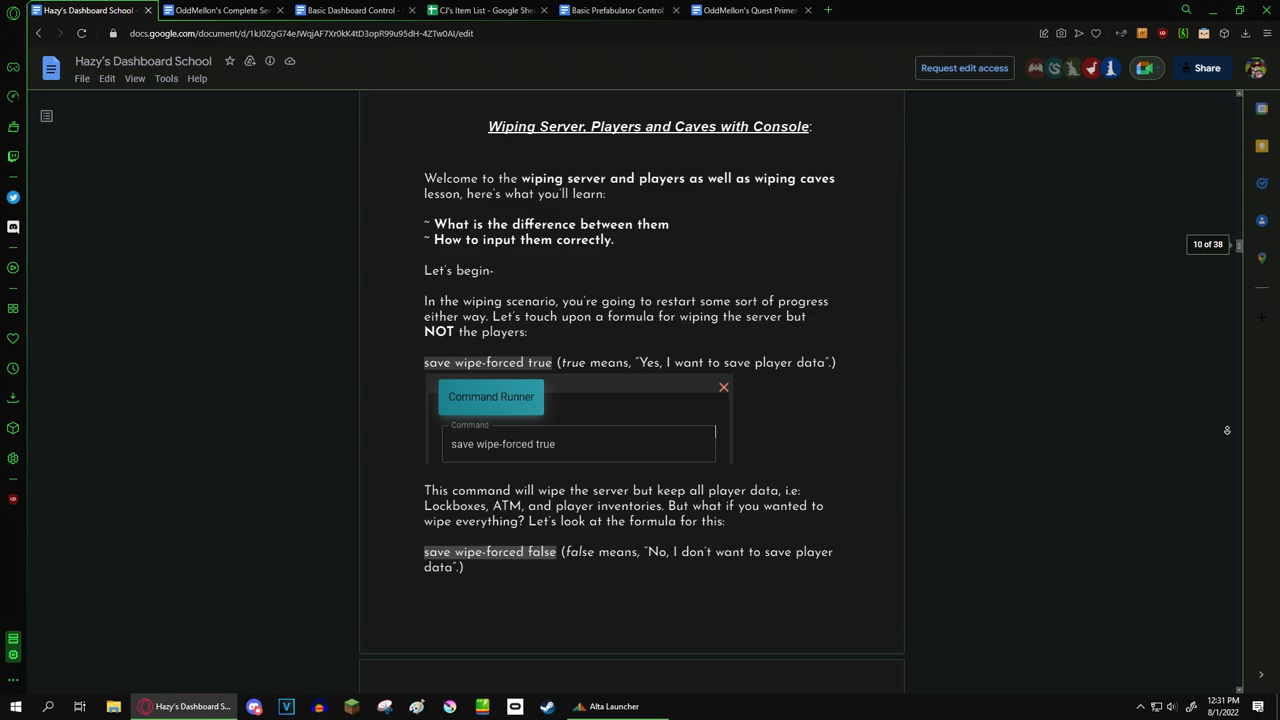 Hazy's Dashboard School -
OddMellon's Complete Ser
Basic Dashboard Control -
CJ's Item List - Google She
Basic Prefabulator Control
OddMellon's Quest Primer
docs.google.com/document/d/1kJ0ZgG74eJWqjAF7Xr0kK4tD3opR99u95dH-4ZTw0AI/edit
Hazy's Dashboard School
File Edit View Tools Help
Request edit access
Share
Wiping Server, Players and Caves with Console:
Welcome to the wiping server and players as well as wiping caves
lesson, here's what you'll learn:
~ What is the difference between them
~ How to input them correctly.
Let's begin-
In the wiping scenario, you're going to restart some sort of progress
either way. Let's touch upon a formula for wiping the server but
NOT the players:
save wipe-forced true (true means, “Yes, I want to save player data”.)
Command Runner
Command
save wipe-forced true
This command will wipe the server but keep all player data, i.e:
Lockboxes, ATM, and player inventories. But what if you wanted to
wipe everything? Let's look at the formula for this:
save wipe-forced false (false means, “No, I don't want to save player
data”.)
10 of 38
Hazy's Dashboard S...
Alta Launcher
12:31 PM
8/1/2022